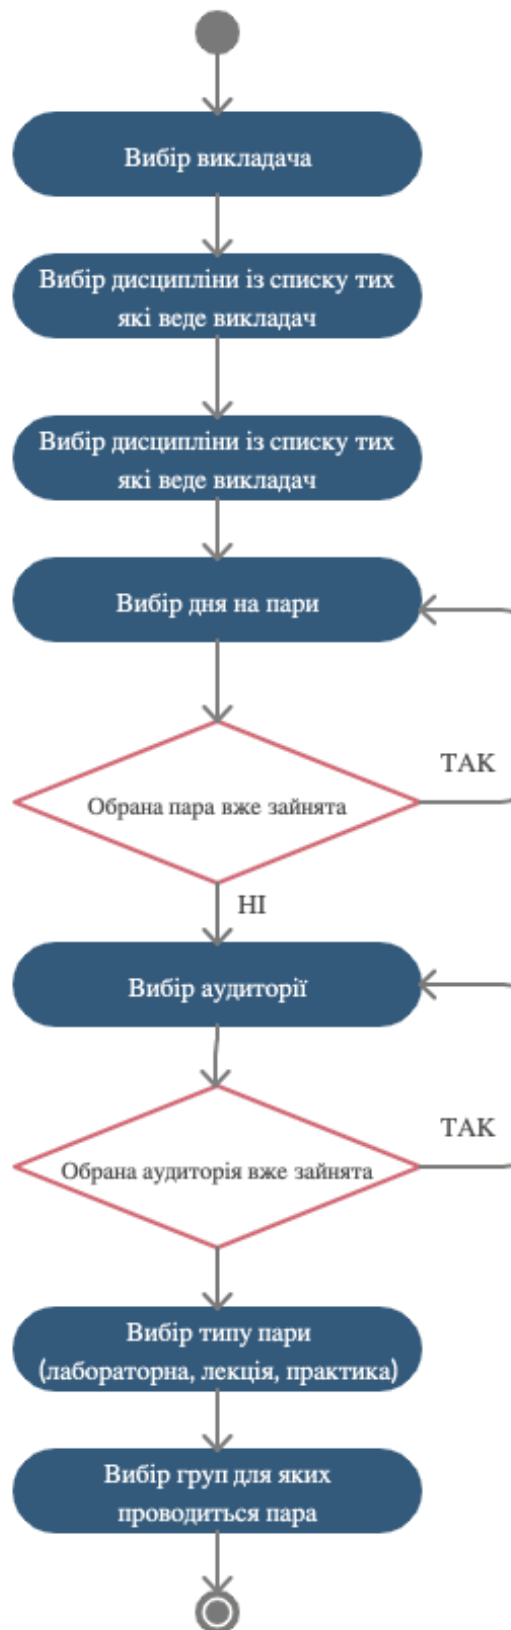 Вибір викладача
Вибір дисципліни із списку тих
які веде викладач
Вибір дисципліни із списку тих
які веде викладач
Вибір дня на пари
ТАК
Обрана пара вже зайнята
НІ
Вибір аудиторії
ТАК
Обрана аудиторія вже зайнята
Вибір типу пари
(лабораторна, лекція, практика)
Вибір груп для яких
проводиться пара